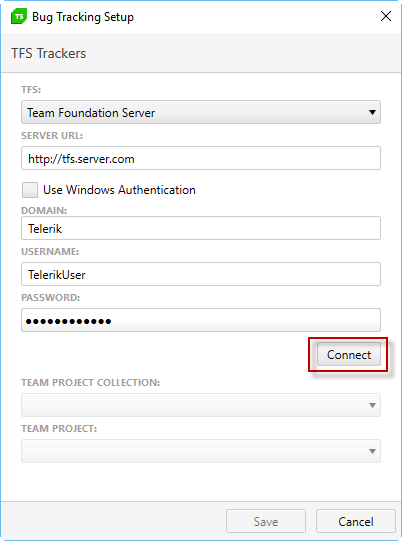 TS Bug Tracking Setup
TFS Trackers
TFS:
Team Foundation Server
SERVER URL:
http://tfs.server.com
Use Windows Authentication
DOMAIN:
Telerik
USERNAME:
TelerikUser
PASSWORD:
●●●●●●●●●●●●
Connect
TEAM PROJECT COLLECTION:
TEAM PROJECT:
Save Cancel